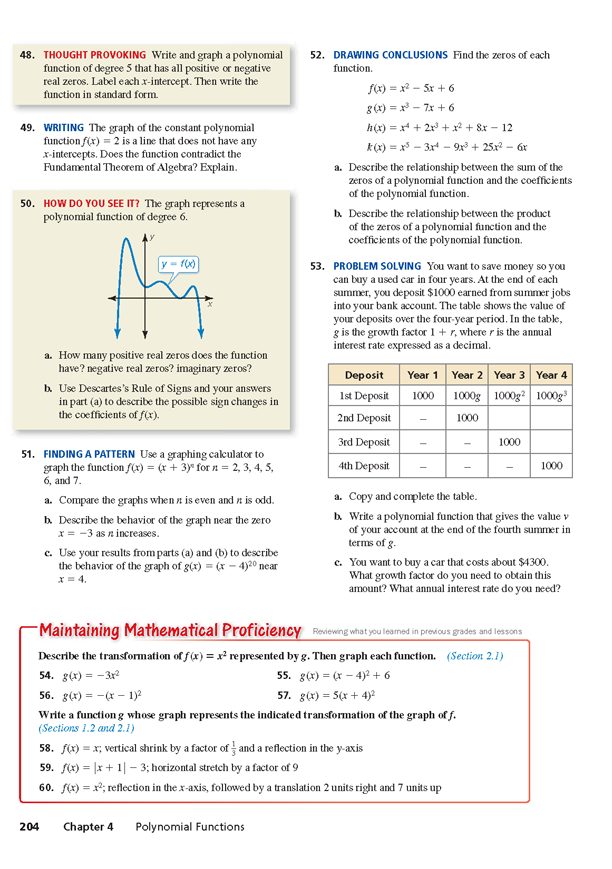 48. THOUGHT PROVOKING Write and graph a polynomial
function of degree 5 that has all positive or negative
real zeros. Label each x-intercept. Then write the
function in standard form.
49. WRITING The graph of the constant polynomial
function f(x) = 2 is a line that does not have any
x-intercepts. Does the function contradict the
Fundamental Theorem of Algebra? Explain.
50. HOW DO YOU SEE IT? The graph represents a
polynomial function of degree 6.
y
y = f(x)
x
a. How many positive real zeros does the function
have? negative real zeros? imaginary zeros?
b. Use Descartes's Rule of Signs and your answers
in part (a) to describe the possible sign changes in
the coefficients of f(x).
51. FINDING A PATTERN Use a graphing calculator to
graph the function f(x) = (x + 3)ⁿ for n = 2, 3, 4, 5,
6, and 7.
a. Compare the graphs when n is even and n is odd.
b. Describe the behavior of the graph near the zero
x = −3 as n increases.
c. Use your results from parts (a) and (b) to describe
the behavior of the graph of g(x) = (x − 4)²⁰ near
x = 4.
52. DRAWING CONCLUSIONS Find the zeros of each
function.
f(x) = x² − 5x + 6
g(x) = x³ − 7x + 6
h(x) = x⁴ + 2x³ + x² + 8x − 12
k(x) = x⁵ − 3x⁴ − 9x³ + 25x² − 6x
a. Describe the relationship between the sum of the
zeros of a polynomial function and the coefficients
of the polynomial function.
b. Describe the relationship between the product
of the zeros of a polynomial function and the
coefficients of the polynomial function.
53. PROBLEM SOLVING You want to save money so you
can buy a used car in four years. At the end of each
summer, you deposit $1000 earned from summer jobs
into your bank account. The table shows the value of
your deposits over the four-year period. In the table,
g is the growth factor 1 + r, where r is the annual
interest rate expressed as a decimal.
Deposit Year 1 Year 2 Year 3 Year 4
1st Deposit 1000 1000g 1000g² 1000g³
2nd Deposit – 1000
3rd Deposit – – 1000
4th Deposit – – – 1000
a. Copy and complete the table.
b. Write a polynomial function that gives the value v
of your account at the end of the fourth summer in
terms of g.
c. You want to buy a car that costs about $4300.
What growth factor do you need to obtain this
amount? What annual interest rate do you need?
Maintaining Mathematical Proficiency Reviewing what you learned in previous grades and lessons
Describe the transformation of f(x) = x² represented by g. Then graph each function. (Section 2.1)
54. g(x) = −3x² 55. g(x) = (x − 4)² + 6
56. g(x) = −(x − 1)² 57. g(x) = 5(x + 4)²
Write a function g whose graph represents the indicated transformation of the graph of f.
(Sections 1.2 and 2.1)
58. f(x) = x; vertical shrink by a factor of 1/3 and a reflection in the y-axis
59. f(x) = |x + 1| − 3; horizontal stretch by a factor of 9
60. f(x) = x²; reflection in the x-axis, followed by a translation 2 units right and 7 units up
204 Chapter 4 Polynomial Functions